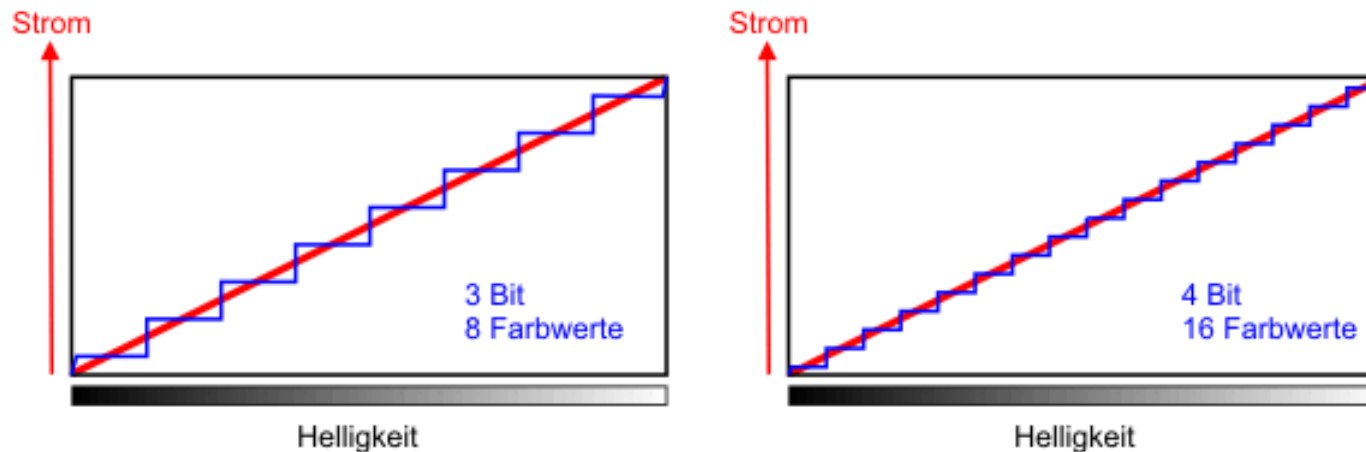 Strom
3 Bit
8 Farbwerte
Helligkeit
Strom
4 Bit
16 Farbwerte
Helligkeit